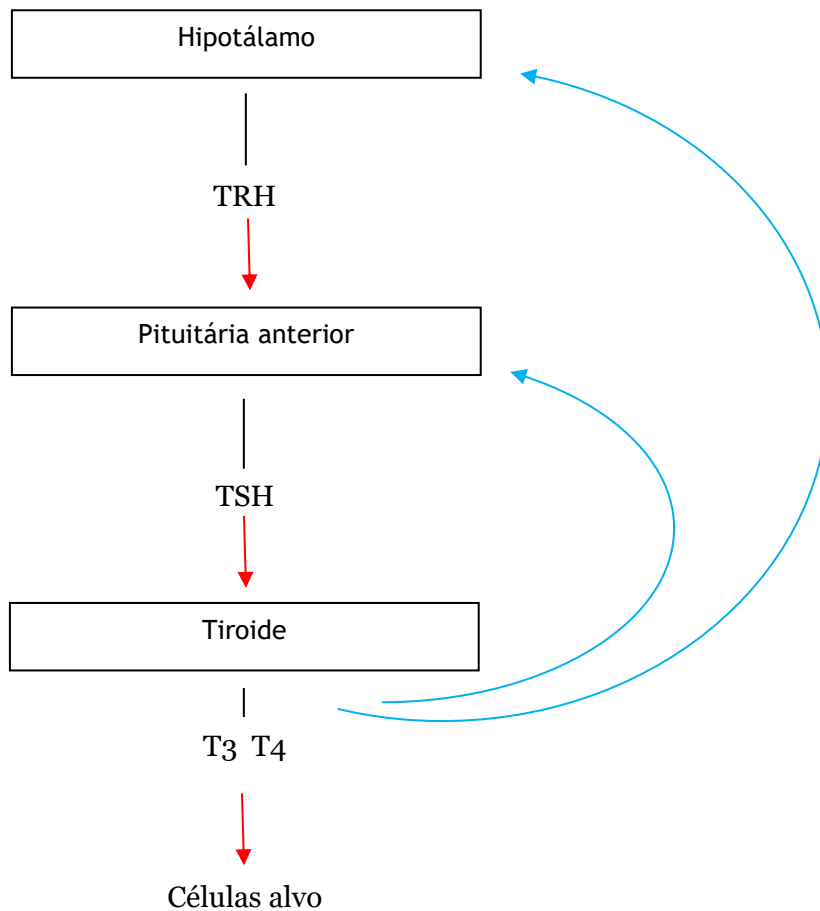 Hipotálamo
TRH
Pituitária anterior
TSH
Tiroide
T3 T4
Células alvo